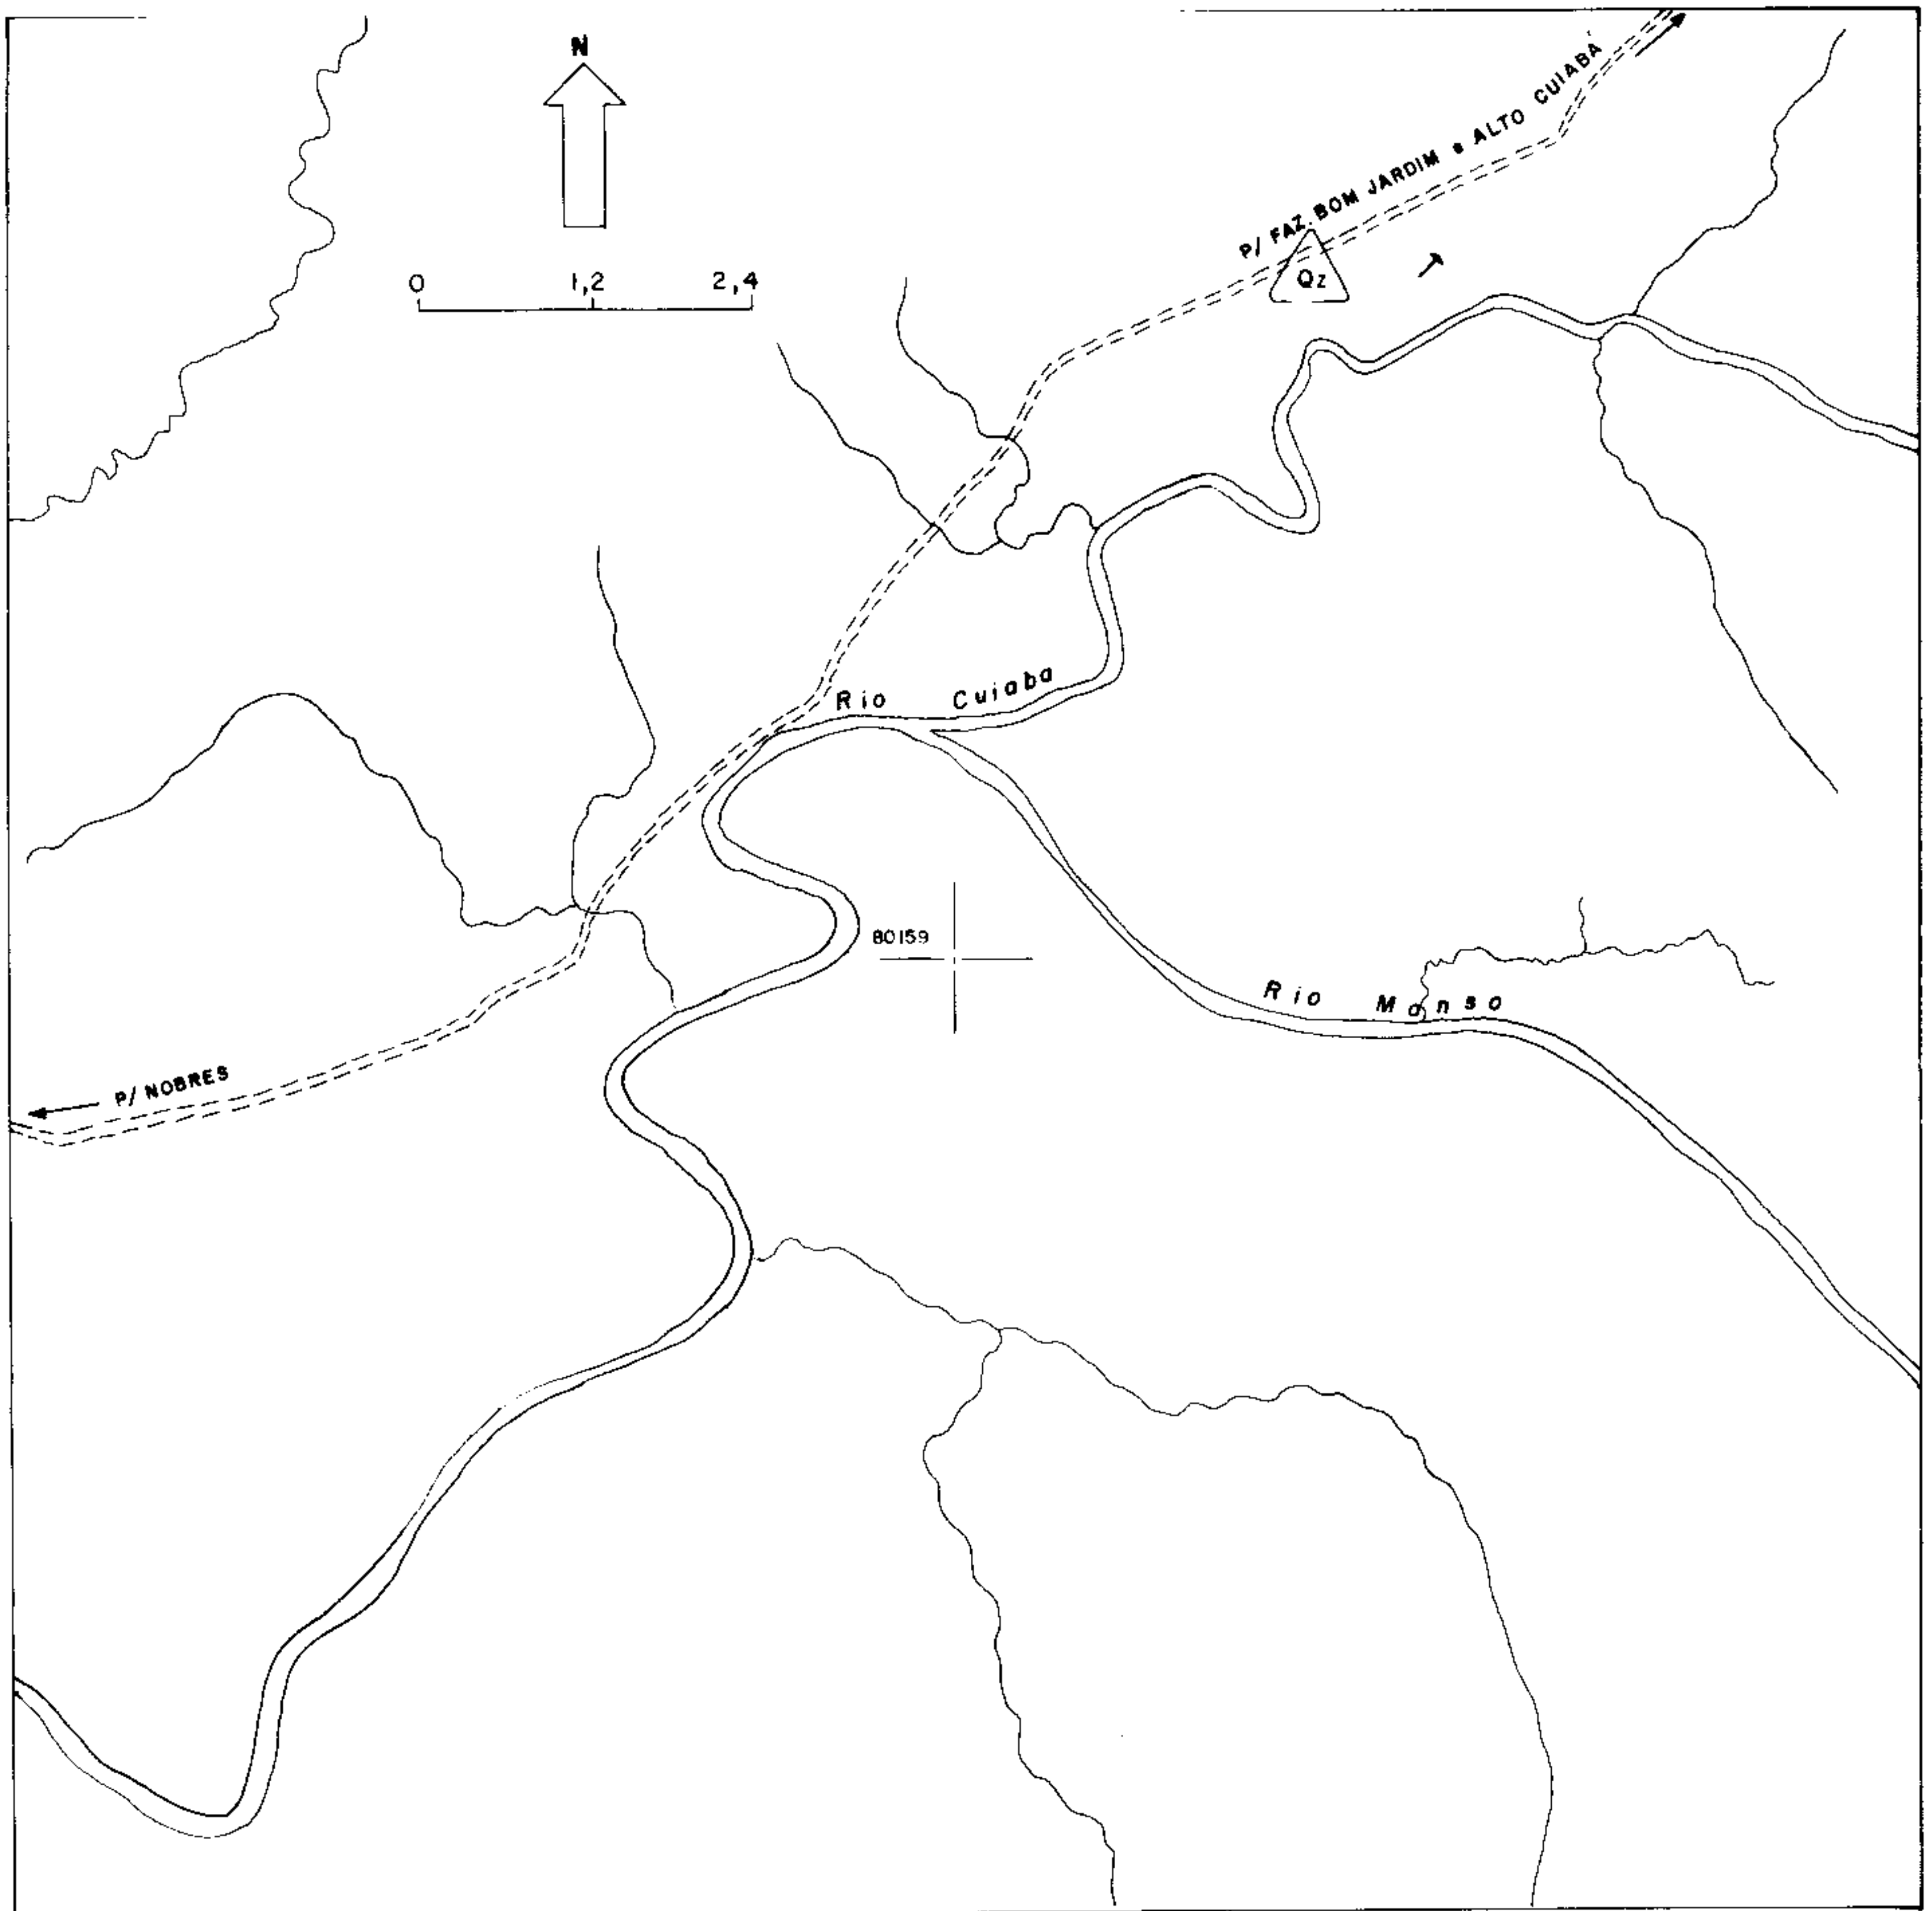 N
P/ FAZ. BOM JARDIM e ALTO CUIABÁ
0 1,2 2,4
Qz
Rio Cuiaba
80159
Rio Manso
P/ NOBRES